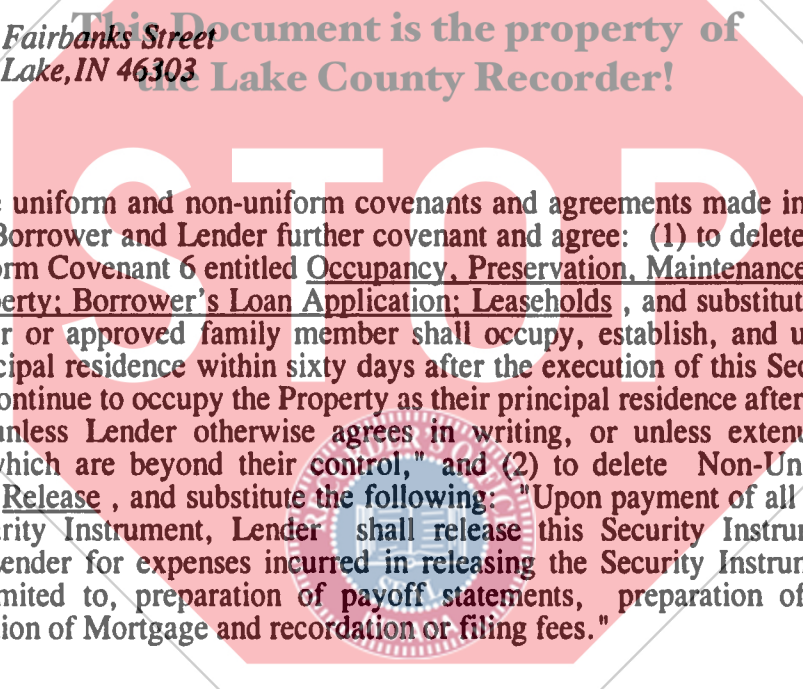 This Document is the property of
the Lake County Recorder!
Fairbanks Street
Lake, IN 46303
STOP
uniform and non-uniform covenants and agreements made in
Borrower and Lender further covenant and agree: (1) to delete
orm Covenant 6 entitled Occupancy, Preservation, Maintenance
erty; Borrower's Loan Application; Leaseholds , and substitut
r or approved family member shall occupy, establish, and u
cipal residence within sixty days after the execution of this Sec
ontinue to occupy the Property as their principal residence after
unless Lender otherwise agrees in writing, or unless extenu
which are beyond their control," and (2) to delete Non-Un
Release , and substitute the following: "Upon payment of all
rity Instrument, Lender shall release this Security Instrum
ender for expenses incurred in releasing the Security Instrum
mited to, preparation of payoff statements, preparation of
tion of Mortgage and recordation or filing fees."
SEAL